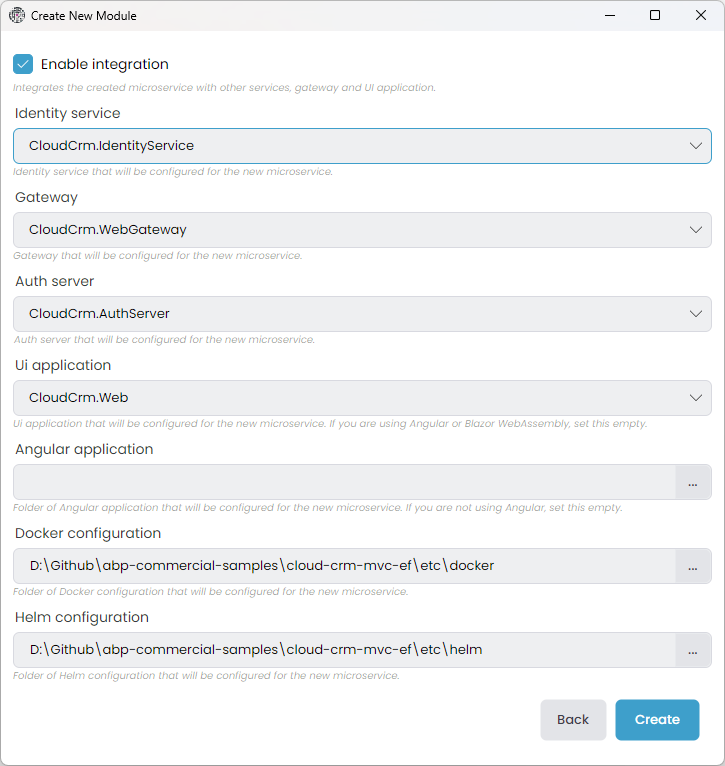 Create New Module
Enable integration
Integrates the created microservice with other services, gateway and UI application.
Identity service
CloudCrm.IdentityService
Identity service that will be configured for the new microservice.
Gateway
CloudCrm.WebGateway
Gateway that will be configured for the new microservice.
Auth server
CloudCrm.AuthServer
Auth server that will be configured for the new microservice.
Ui application
CloudCrm.Web
Ui application that will be configured for the new microservice. If you are using Angular or Blazor WebAssembly, set this empty.
Angular application
...
Folder of Angular application that will be configured for the new microservice. If you are not using Angular, set this empty.
Docker configuration
D:\Github\abp-commercial-samples\cloud-crm-mvc-ef\etc\docker ...
Folder of Docker configuration that will be configured for the new microservice.
Helm configuration
D:\Github\abp-commercial-samples\cloud-crm-mvc-ef\etc\helm ...
Folder of Helm configuration that will be configured for the new microservice.
Back Create